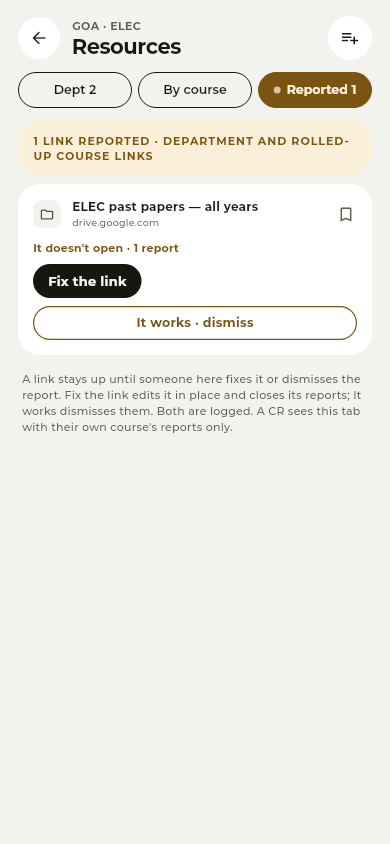 GOA · ELEC
Resources
Dept 2
By course
Reported 1
1 LINK REPORTED · DEPARTMENT AND ROLLED-
UP COURSE LINKS
ELEC past papers — all years
drive.google.com
It doesn't open · 1 report
Fix the link
It works · dismiss
A link stays up until someone here fixes it or dismisses the
report. Fix the link edits it in place and closes its reports; It
works dismisses them. Both are logged. A CR sees this tab
with their own course's reports only.